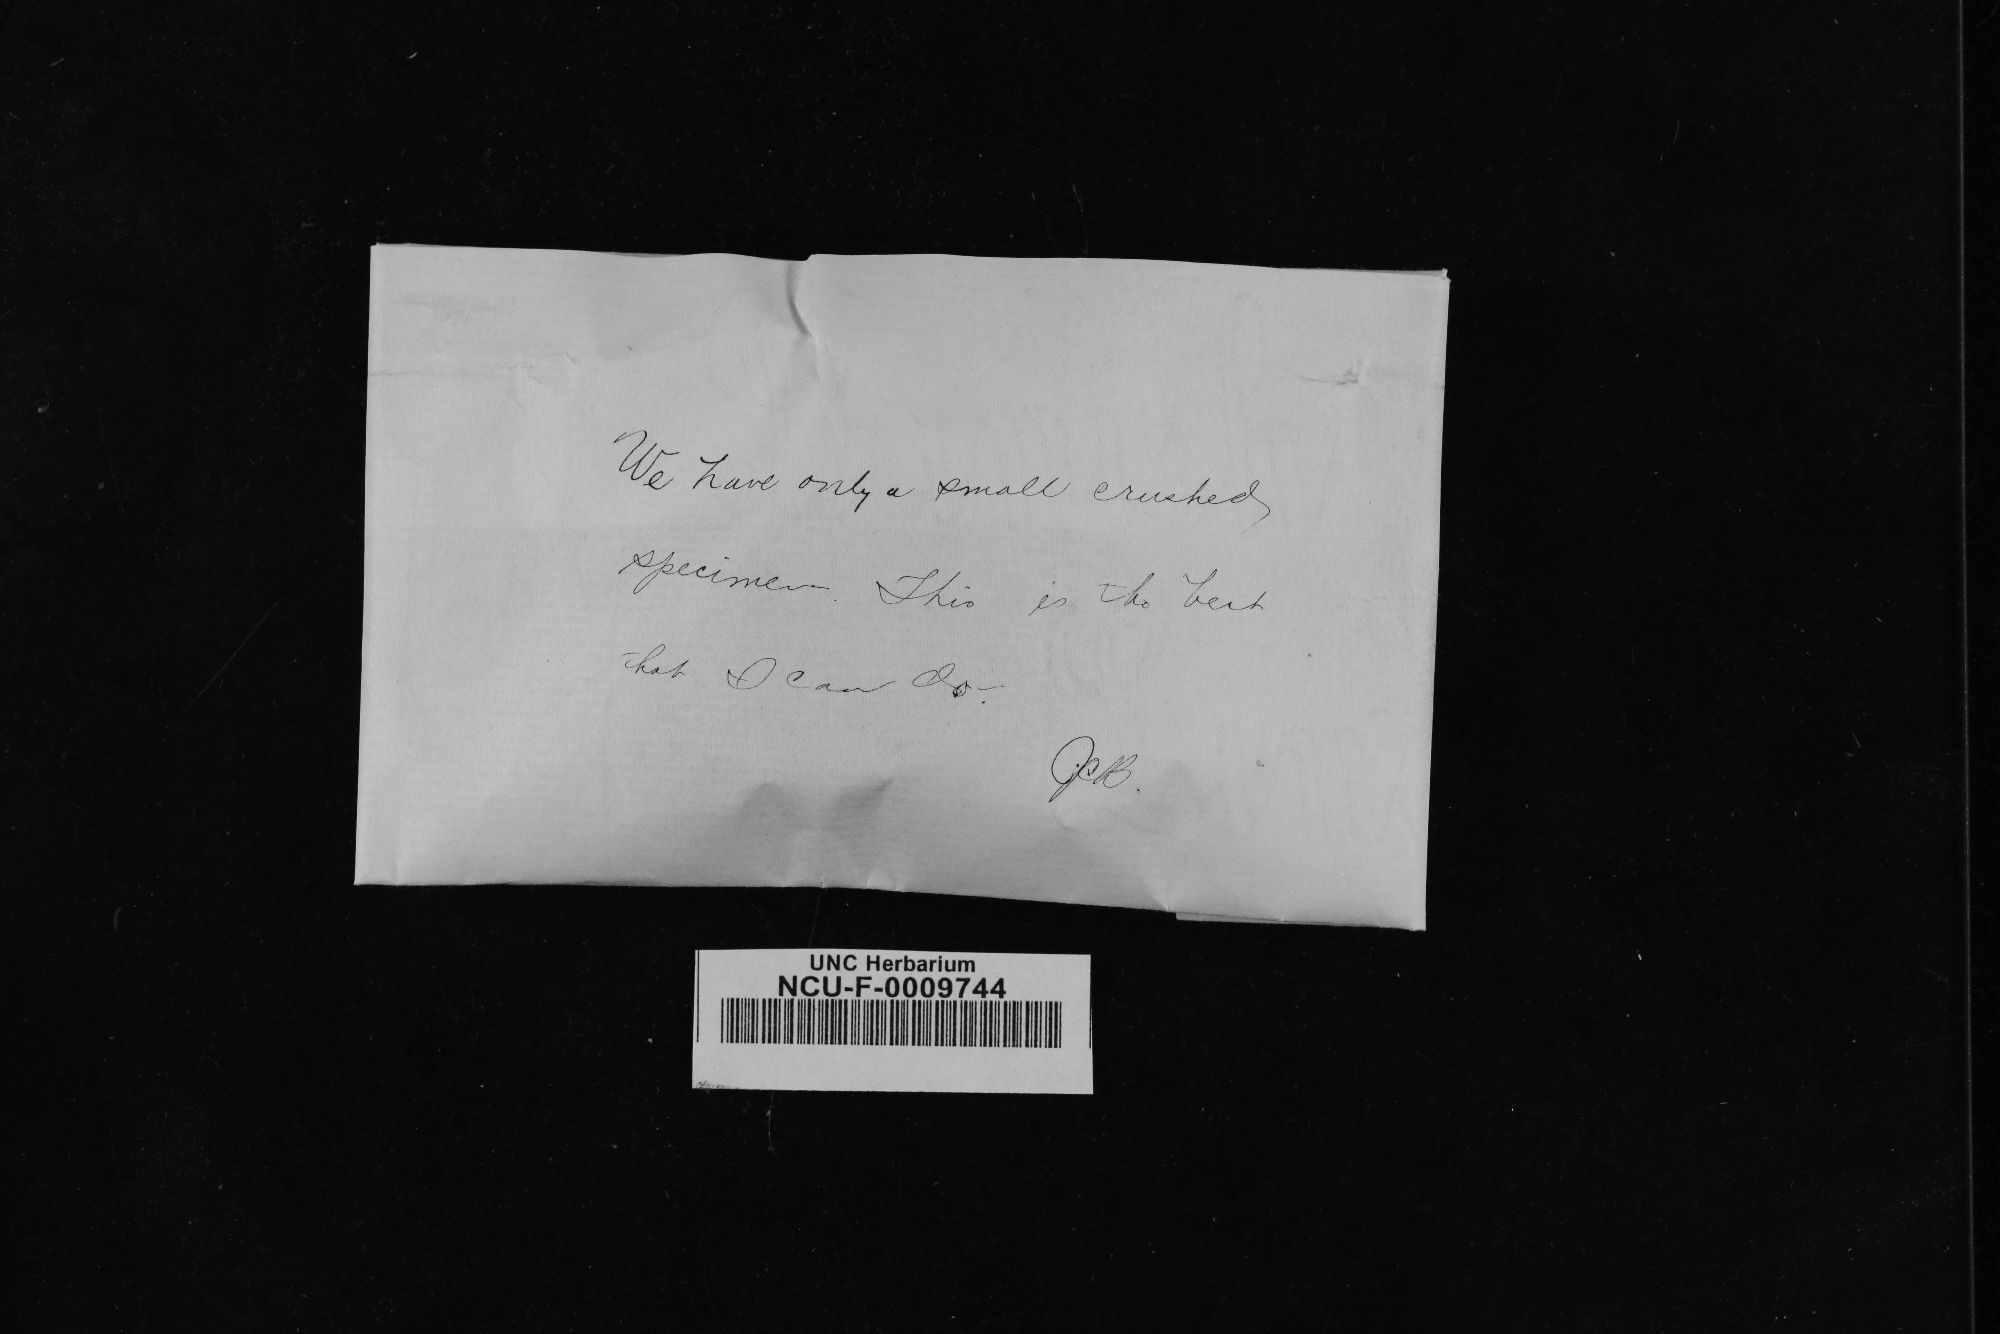 We have only a small crushed
specimen. This is the best
that I can do.
UNC Herbarium
NCU-F-0009744